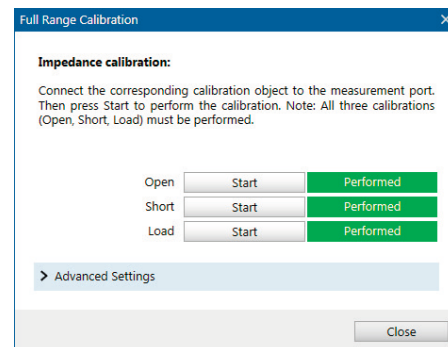 Full Range Calibration
Impedance calibration:
Connect the corresponding calibration object to the measurement port.
Then press Start to perform the calibration. Note: All three calibrations
(Open, Short, Load) must be performed.
Open Start Performed
Short Start Performed
Load Start Performed
Advanced Settings
Close